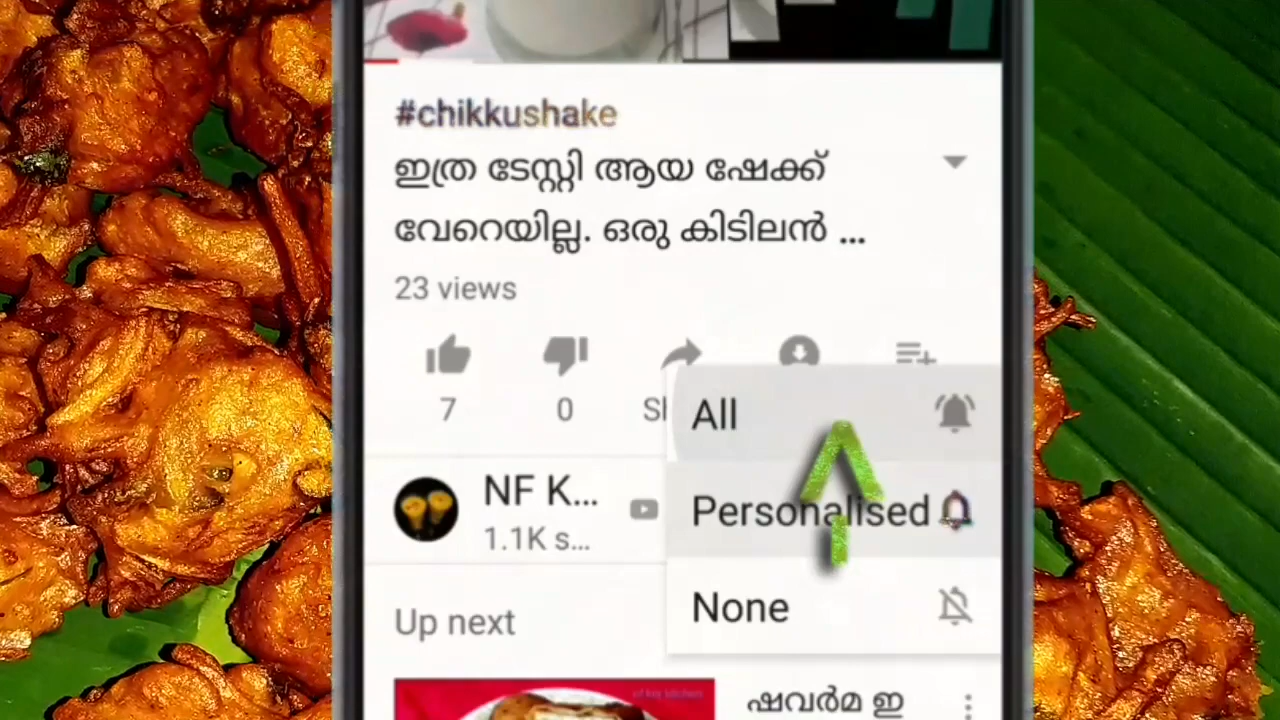 #chikkushake
ഇത്ര ടേസ്റ്റി ആയ ഷേക്ക്
വേറെയില്ല. ഒരു കിടിലൻ ...
23 views
7
0
All
Personalised
None
NF K...
1.1K s...
Up next
ഷവർമ ഇ